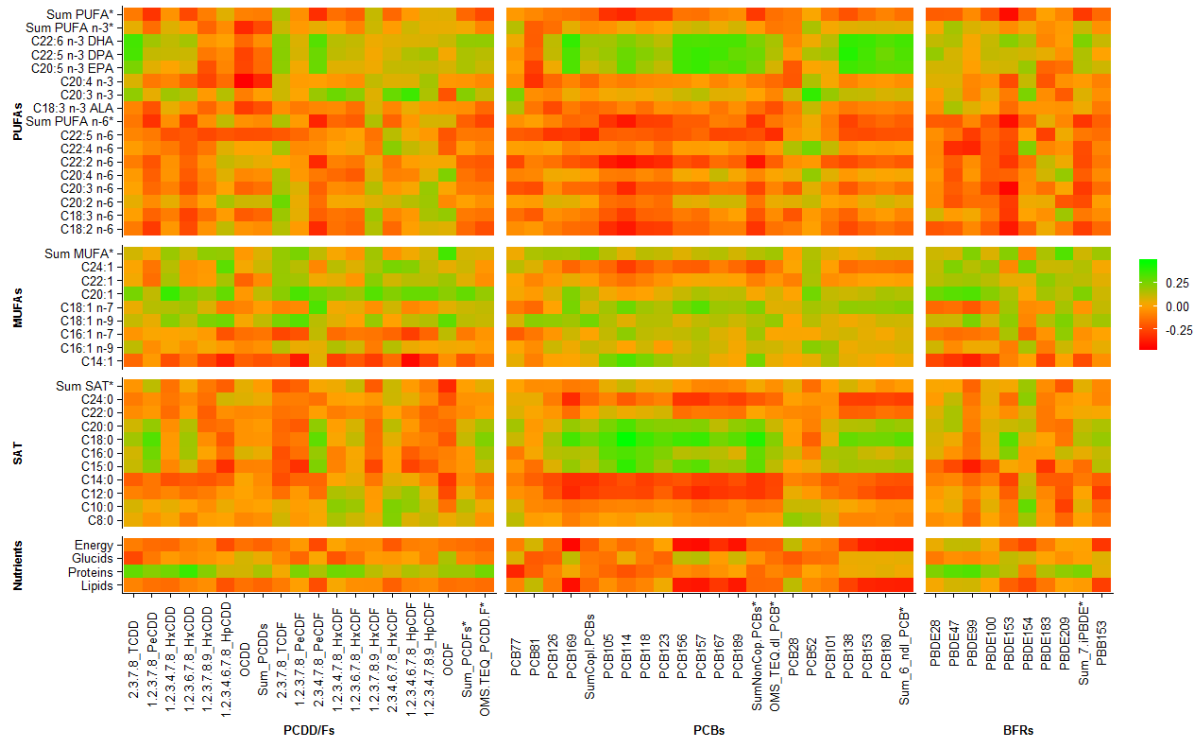 Sum PUFA*
Sum PUFA n-3*
C22:6 n-3 DHA
C22:5 n-3 DPA
C20:5 n-3 EPA
C20:4 n-3
C20:3 n-3
C18:3 n-3 ALA
Sum PUFA n-6*
C22:5 n-6
C22:4 n-6
C22:2 n-6
C20:4 n-6
C20:3 n-6
C20:2 n-6
C18:3 n-6
C18:2 n-6
PUFAs
Sum MUFA*
C24:1
C22:1
C20:1
C18:1 n-7
C18:1 n-9
C16:1 n-7
C16:1 n-9
C14:1
MUFAs
Sum SAT*
C24:0
C22:0
C20:0
C18:0
C16:0
C15:0
C14:0
C12:0
C10:0
C8:0
SAT
Energy
Glucids
Proteins
Lipids
Nutrients
0.25
0.00
-0.25
2.3.7.8_TCDD
1.2.3.7.8_PeCDD
1.2.3.4.7.8_HxCDD
1.2.3.6.7.8_HxCDD
1.2.3.7.8.9_HxCDD
1.2.3.4.6.7.8_HpCDD
OCDD
Sum_PCDDs
2.3.7.8_TCDF
1.2.3.7.8_PeCDF
2.3.4.7.8_PeCDF
1.2.3.4.7.8_HxCDF
1.2.3.6.7.8_HxCDF
1.2.3.7.8.9_HxCDF
2.3.4.6.7.8_HxCDF
1.2.3.4.6.7.8_HpCDF
1.2.3.4.7.8.9_HpCDF
OCDF
Sum_PCDFs*
OMS.TEQ_PCDD.F*
PCDD/Fs
PCB77
PCB81
PCB126
PCB169
SumCopl.PCBs
PCB105
PCB114
PCB118
PCB123
PCB156
PCB157
PCB167
PCB189
SumNonCop.PCBs*
OMS_TEQ.dl_PCB*
PCB28
PCB52
PCB101
PCB138
PCB153
PCB180
Sum_6_ndl_PCB*
PCBs
PBDE28
PBDE47
PBDE99
PBDE100
PBDE153
PBDE154
PBDE183
PBDE209
Sum_7.iPBDE*
PBB153
BFRs